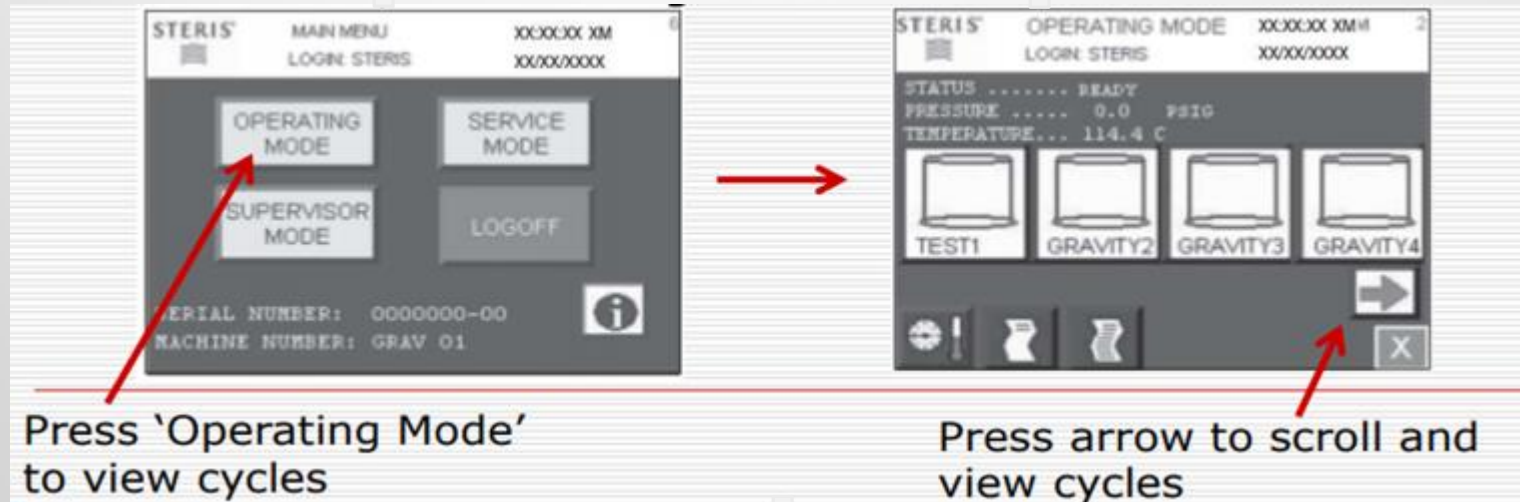 STERIS
MAIN MENU
XX:XX:XX XM
6
LOGIN: STERIS
XX/XX/XXXX
OPERATING
MODE
SERVICE
MODE
SUPERVISOR
MODE
LOGOFF
SERIAL NUMBER: 0000000-00
MACHINE NUMBER: GRAV 01
STERIS
OPERATING MODE
XX:XX:XX XM
2
LOGIN: STERIS
XX/XX/XXXX
STATUS ....... READY
PRESSURE ..... 0.0 PSIG
TEMPERATURE... 114.4 C
TEST1
GRAVITY2
GRAVITY3
GRAVITY4
X
Press ‘Operating Mode’
to view cycles
Press arrow to scroll and
view cycles